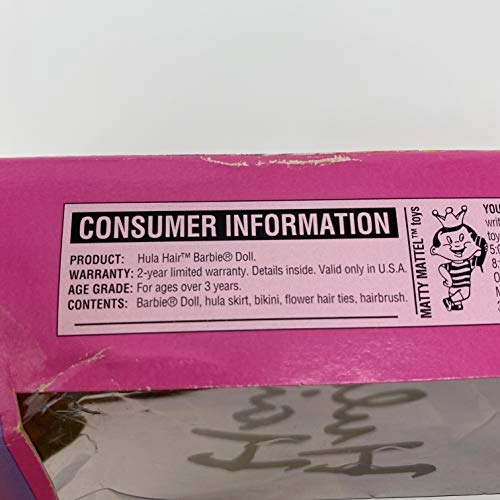 CONSUMER INFORMATION
PRODUCT: Hula Hair™ Barbie® Doll.
WARRANTY: 2-year limited warranty. Details inside. Valid only in U.S.A.
AGE GRADE: For ages over 3 years.
CONTENTS: Barbie® Doll, hula skirt, bikini, flower hair ties, hairbrush.
MATTY MATTEL™ toys